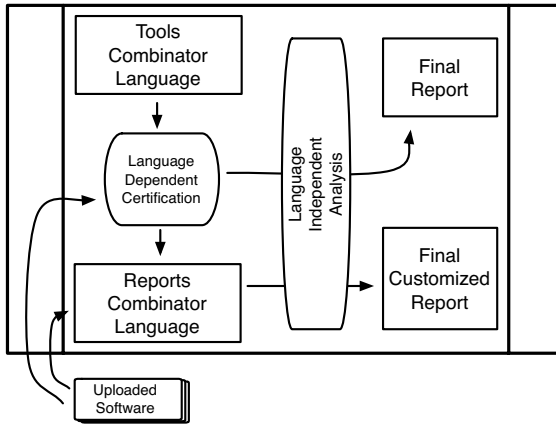 Tools
Combinator
Language
Final
Report
Language
Dependent
Certification
Language
Independent
Analysis
Reports
Combinator
Language
Final
Customized
Report
Uploaded
Software